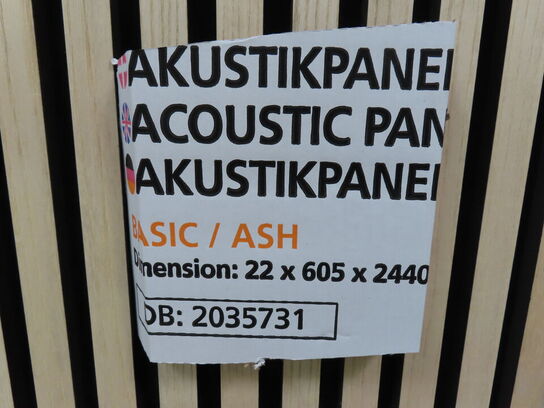 AKUSTIKPANEL
ACOUSTIC PAN
AKUSTIKPANEL
BASIC / ASH
Dimension: 22 x 605 x 2440
DB: 2035731